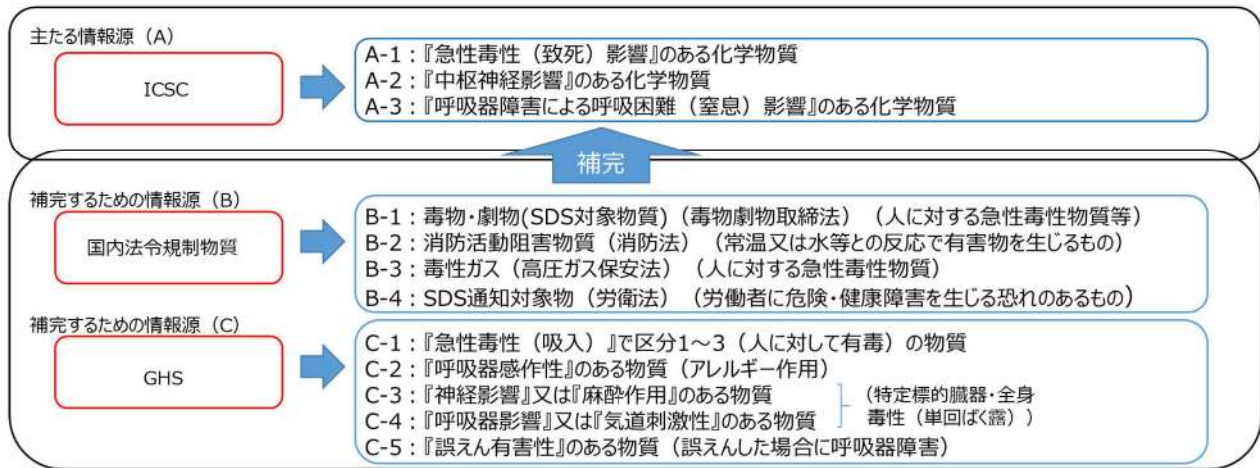 主たる情報源（A）
ICSC
A-1：『急性毒性（致死）影響』のある化学物質
A-2：『中枢神経影響』のある化学物質
A-3：『呼吸器障害による呼吸困難（窒息）影響』のある化学物質
補完
補完するための情報源（B）
国内法令規制物質
B-1：毒物・劇物(SDS対象物質)（毒物劇物取締法）（人に対する急性毒性物質等）
B-2：消防活動阻害物質（消防法）（常温又は水等との反応で有害物を生じるもの）
B-3：毒性ガス（高圧ガス保安法）（人に対する急性毒性物質）
B-4：SDS通知対象物（労衛法）（労働者に危険・健康障害を生じる恐れのあるもの）
補完するための情報源（C）
GHS
C-1：『急性毒性（吸入）』で区分1～3（人に対して有毒）の物質
C-2：『呼吸器感作性』のある物質（アレルギー作用）
C-3：『神経影響』又は『麻酔作用』のある物質
C-4：『呼吸器影響』又は『気道刺激性』のある物質
（特定標的臓器・全身
毒性（単回ばく露））
C-5：『誤えん有害性』のある物質（誤えんした場合に呼吸器障害）